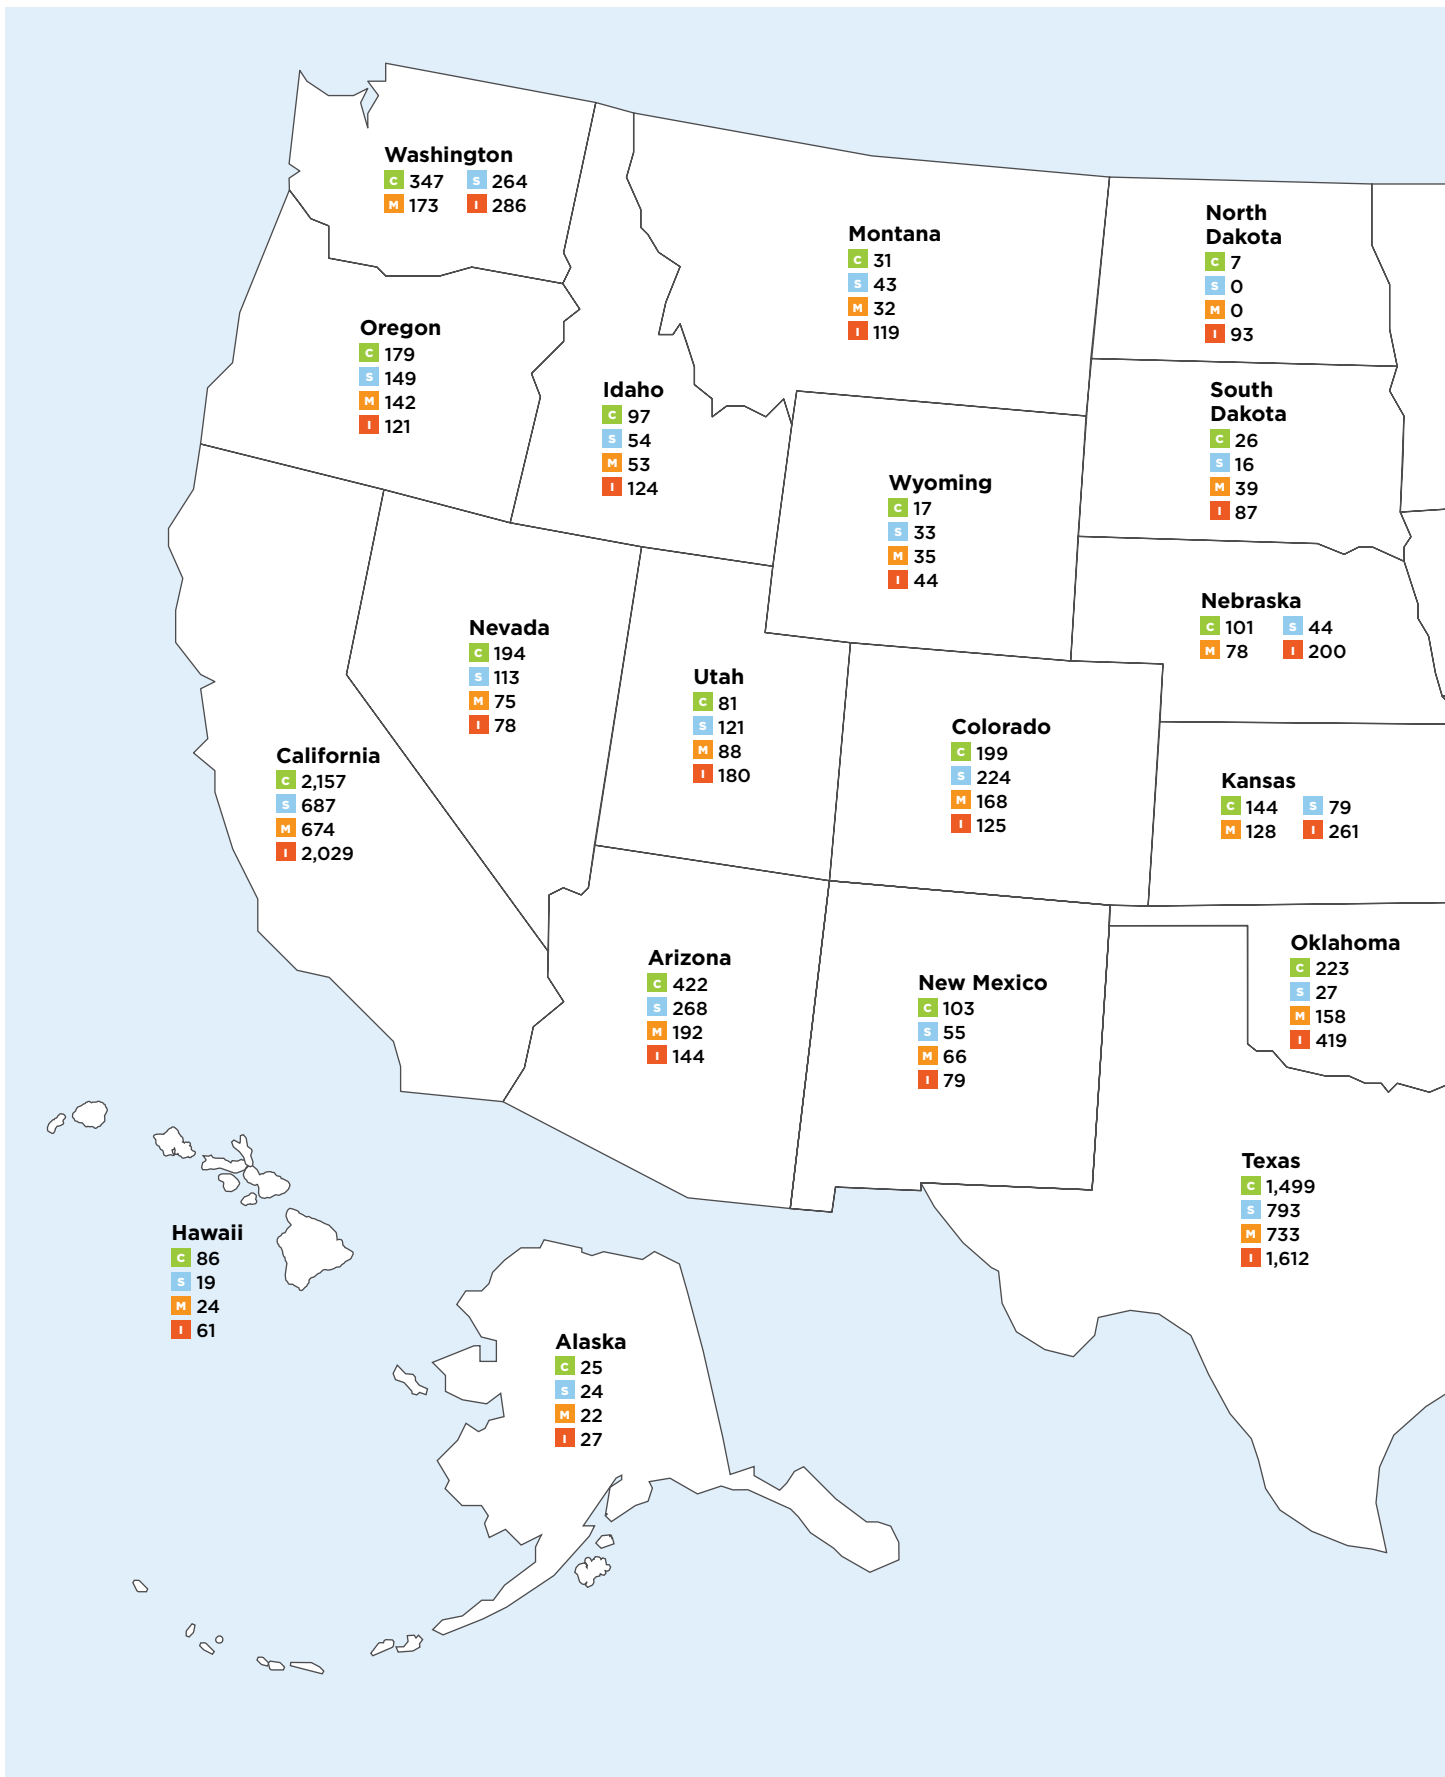 Washington
C 347 S 264
M 173 I 286
Montana
C 31
S 43
M 32
I 119
North
Dakota
C 7
S 0
M 0
I 93
Oregon
C 179
S 149
M 142
I 121
Idaho
C 97
S 54
M 53
I 124
South
Dakota
C 26
S 16
M 39
I 87
Wyoming
C 17
S 33
M 35
I 44
Nebraska
C 101 S 44
M 78 I 200
Nevada
C 194
S 113
M 75
I 78
Utah
C 81
S 121
M 88
I 180
Colorado
C 199
S 224
M 168
I 125
California
C 2,157
S 687
M 674
I 2,029
Kansas
C 144 S 79
M 128 I 261
Arizona
C 422
S 268
M 192
I 144
New Mexico
C 103
S 55
M 66
I 79
Oklahoma
C 223
S 27
M 158
I 419
Texas
C 1,499
S 793
M 733
I 1,612
Hawaii
C 86
S 19
M 24
I 61
Alaska
C 25
S 24
M 22
I 27